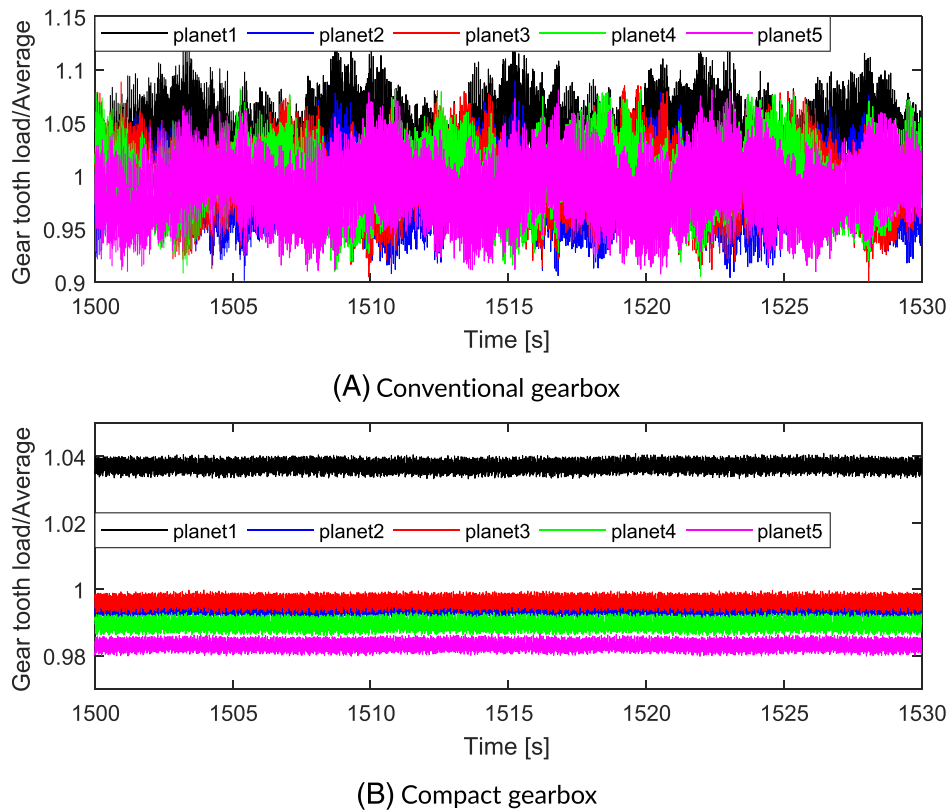 Gear tooth load/Average
1.15
1.1
1.05
1
0.95
0.9
planet1 planet2 planet3 planet4 planet5
1500 1505 1510 1515 1520 1525 1530
Time [s]
(A) Conventional gearbox
Gear tooth load/Average
1.04
1.02
1
0.98
planet1 planet2 planet3 planet4 planet5
1500 1505 1510 1515 1520 1525 1530
Time [s]
(B) Compact gearbox